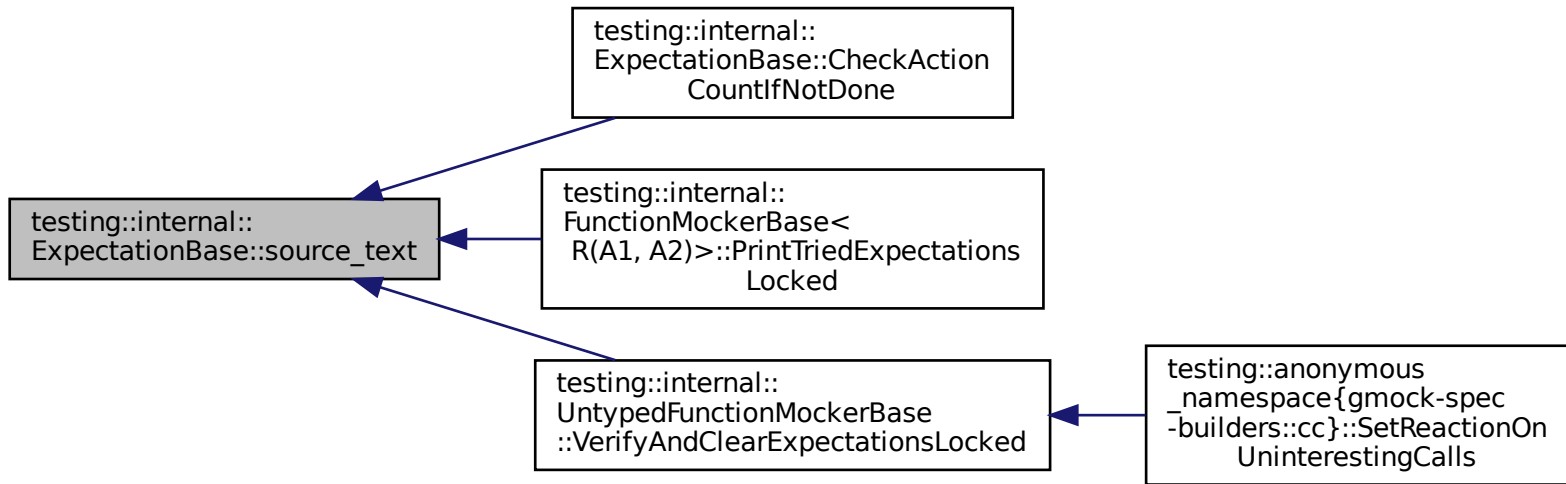 testing::internal::
ExpectationBase::CheckAction
CountIfNotDone
testing::internal::
ExpectationBase::source_text
testing::internal::
FunctionMockerBase<
R(A1, A2)>::PrintTriedExpectations
Locked
testing::internal::
UntypedFunctionMockerBase
::VerifyAndClearExpectationsLocked
testing::anonymous
_namespace{gmock-spec
-builders::cc}::SetReactionOn
UninterestingCalls